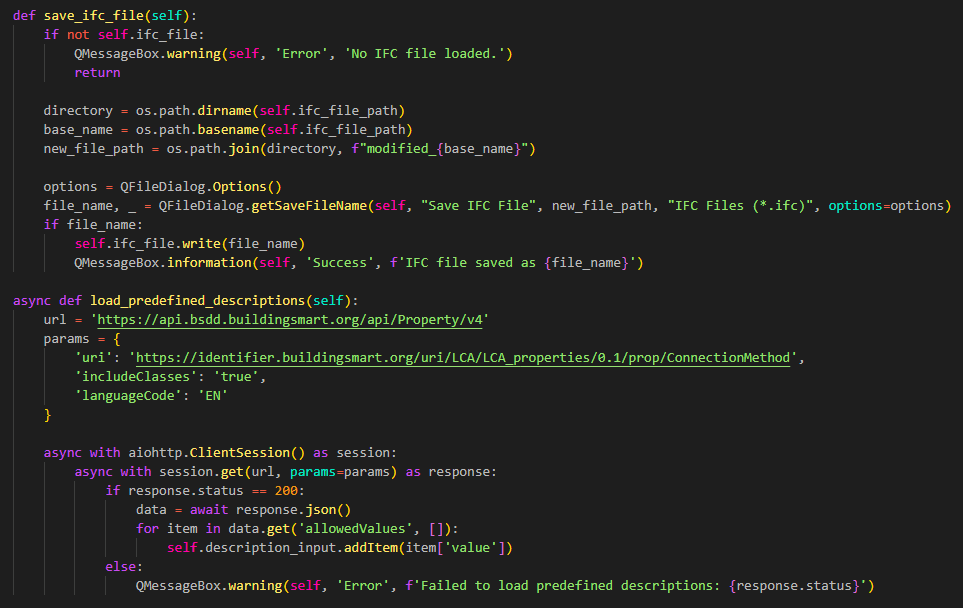 def save_ifc_file(self):
    if not self.ifc_file:
        QMessageBox.warning(self, 'Error', 'No IFC file loaded.')
        return

    directory = os.path.dirname(self.ifc_file_path)
    base_name = os.path.basename(self.ifc_file_path)
    new_file_path = os.path.join(directory, f"modified_{base_name}")

    options = QFileDialog.Options()
    file_name, _ = QFileDialog.getSaveFileName(self, "Save IFC File", new_file_path, "IFC Files (*.ifc)", options=options)
    if file_name:
        self.ifc_file.write(file_name)
        QMessageBox.information(self, 'Success', f'IFC file saved as {file_name}')

async def load_predefined_descriptions(self):
    url = 'https://api.bsdd.buildingsmart.org/api/Property/v4'
    params = {
        'uri': 'https://identifier.buildingsmart.org/uri/LCA/LCA_properties/0.1/prop/ConnectionMethod',
        'includeClasses': 'true',
        'languageCode': 'EN'
    }

    async with aiohttp.ClientSession() as session:
        async with session.get(url, params=params) as response:
            if response.status == 200:
                data = await response.json()
                for item in data.get('allowedValues', []):
                    self.description_input.addItem(item['value'])
            else:
                QMessageBox.warning(self, 'Error', f'Failed to load predefined descriptions: {response.status}')